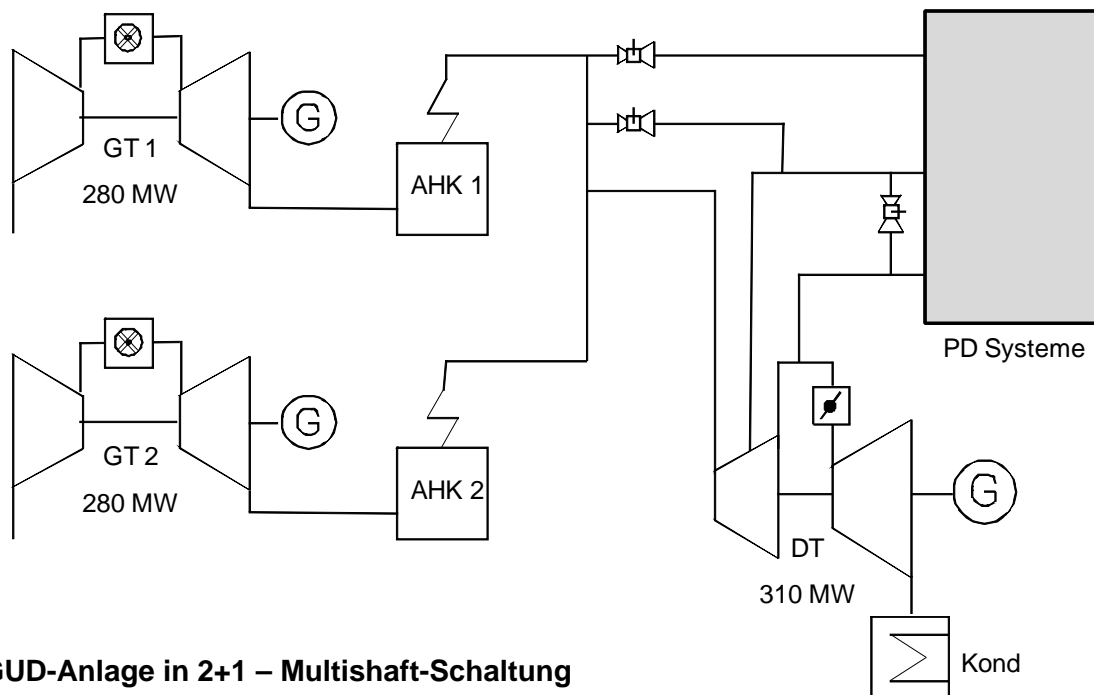 G
GT 1
280 MW
AHK 1
PD Systeme
G
GT 2
280 MW
AHK 2
G
DT
310 MW
Kond
GUD-Anlage in 2+1 – Multishaft-Schaltung